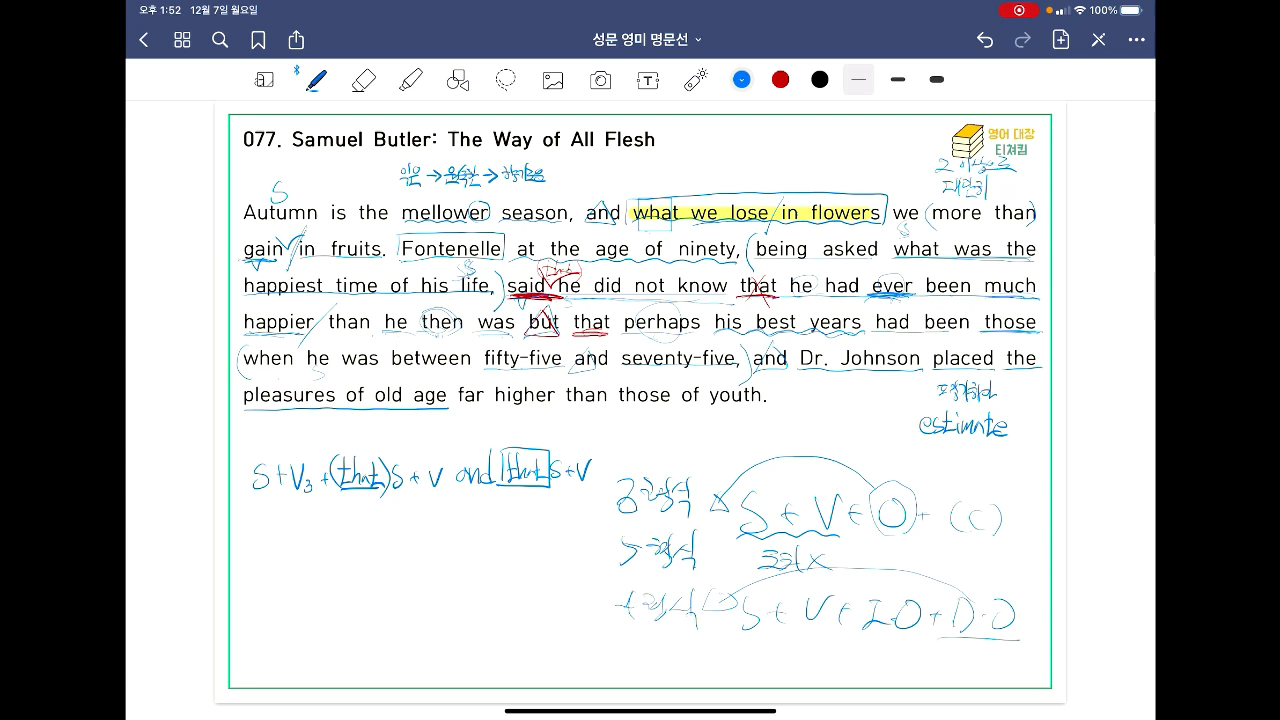 오후 1:52 12월 7일 월요일
100%
성문 영미 명문선
077. Samuel Butler: The Way of All Flesh
영어 대장
티쳐킴
S
Autumn is the mellower season, and what we lose in flowers we more than
gain in fruits. Fontenelle at the age of ninety, being asked what was the
S
happiest time of his life, said he did not know that he had ever been much
happier than he then was but that perhaps his best years had been those
when he was between fifty-five and seventy-five, and Dr. Johnson placed the
S
pleasures of old age far higher than those of youth.
평가하다
estimate
S+V3+(that)S+V and that S+V
3형식 S+V+O+(C)
5형식
4형식 S+V+I.O+D.O